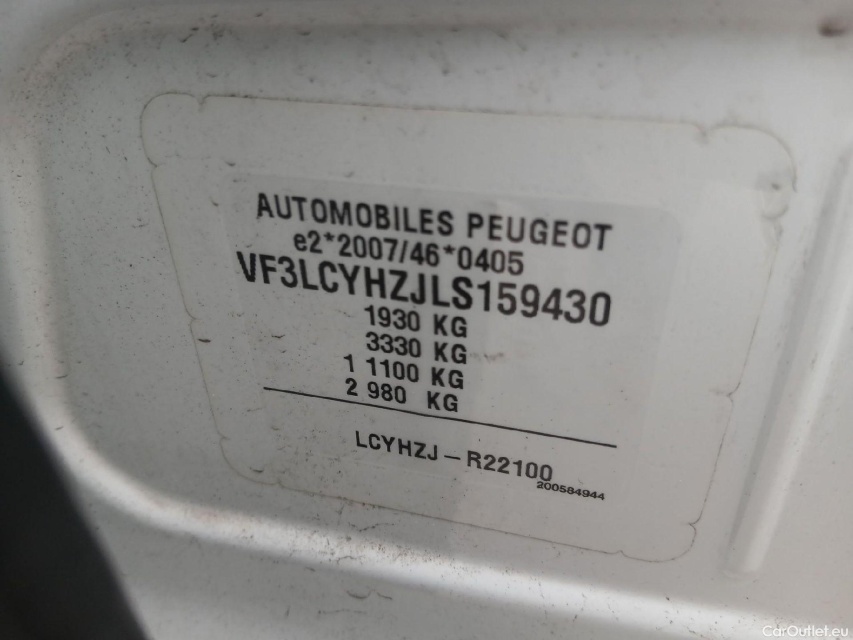 AUTOMOBILES PEUGEOT
e2*2007/46*0405
VF3LCYHZJLS159430
1930 KG
3330 KG
1 1100 KG
2 980 KG
LCYHZJ – R22100
200584944
CarOutlet.eu